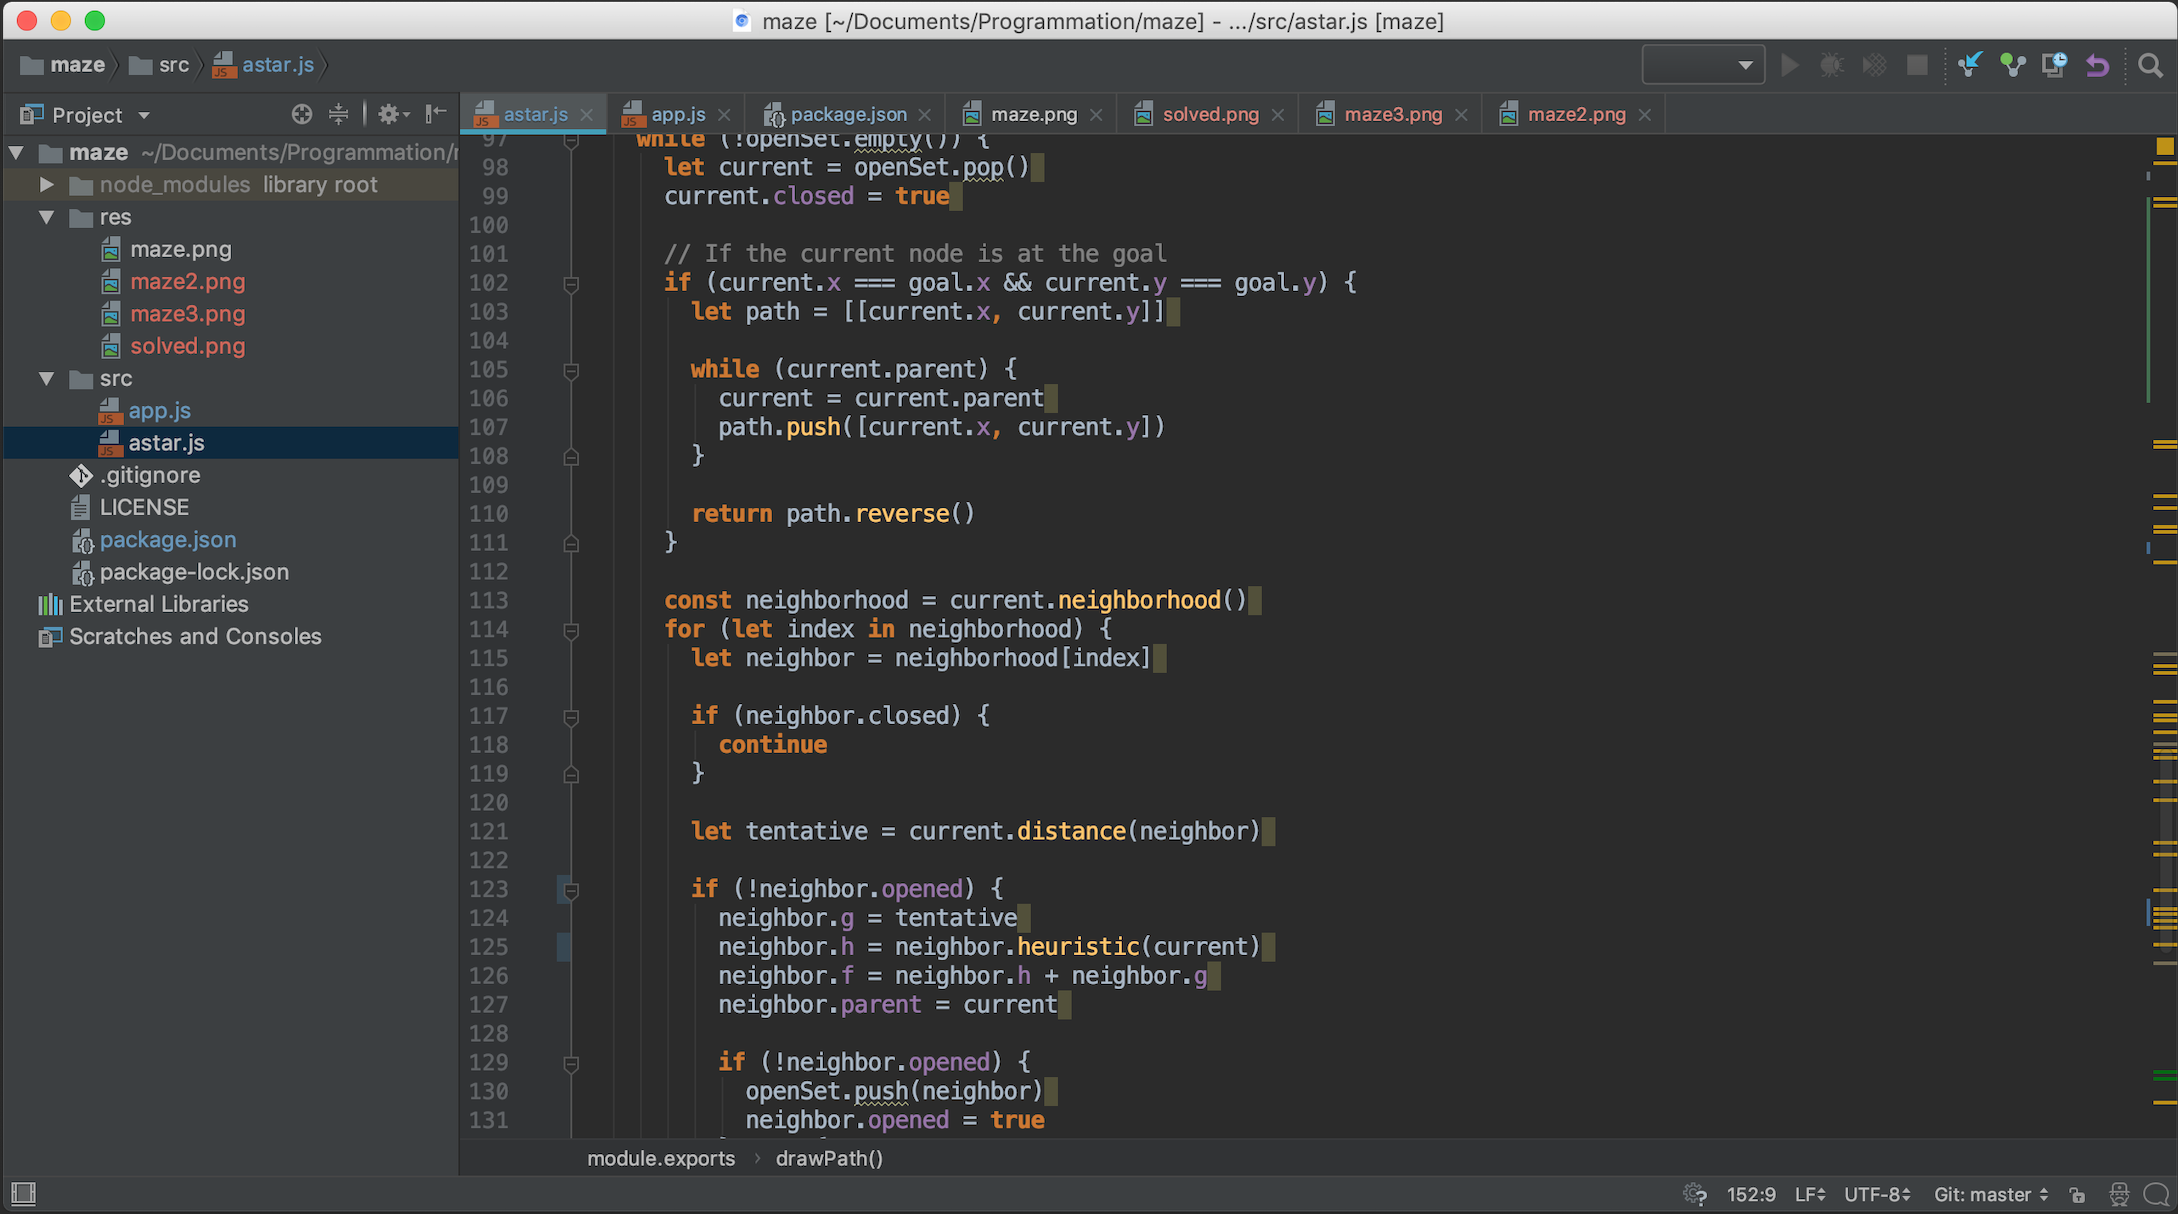 maze [~/Documents/Programmation/maze] - .../src/astar.js [maze]
maze src astar.js
Project
astar.js app.js package.json maze.png solved.png maze3.png maze2.png
maze ~/Documents/Programmation/
node_modules library root
res
maze.png
maze2.png
maze3.png
solved.png
src
app.js
astar.js
.gitignore
LICENSE
package.json
package-lock.json
External Libraries
Scratches and Consoles
97 while (!openSet.empty()) {
98 let current = openSet.pop()
99 current.closed = true
100
101 // If the current node is at the goal
102 if (current.x === goal.x && current.y === goal.y) {
103 let path = [[current.x, current.y]]
104
105 while (current.parent) {
106 current = current.parent
107 path.push([current.x, current.y])
108 }
109
110 return path.reverse()
111 }
112
113 const neighborhood = current.neighborhood()
114 for (let index in neighborhood) {
115 let neighbor = neighborhood[index]
116
117 if (neighbor.closed) {
118 continue
119 }
120
121 let tentative = current.distance(neighbor)
122
123 if (!neighbor.opened) {
124 neighbor.g = tentative
125 neighbor.h = neighbor.heuristic(current)
126 neighbor.f = neighbor.h + neighbor.g
127 neighbor.parent = current
128
129 if (!neighbor.opened) {
130 openSet.push(neighbor)
131 neighbor.opened = true
module.exports drawPath()
152:9 LF UTF-8 Git: master